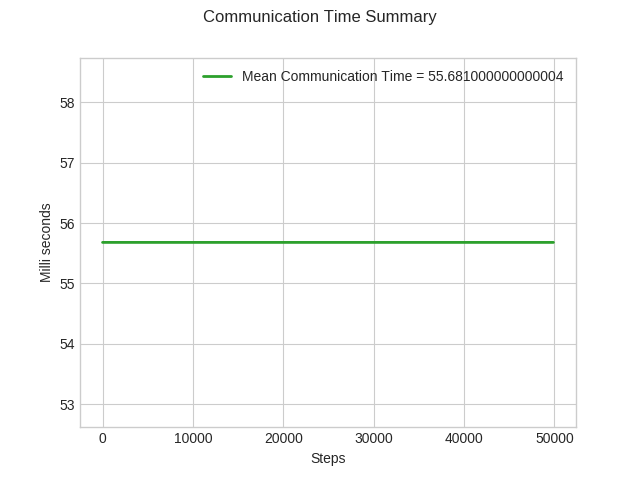 Communication Time Summary
Mean Communication Time = 55.681000000000004
58
57
56
55
54
53
Milli seconds
0 10000 20000 30000 40000 50000
Steps